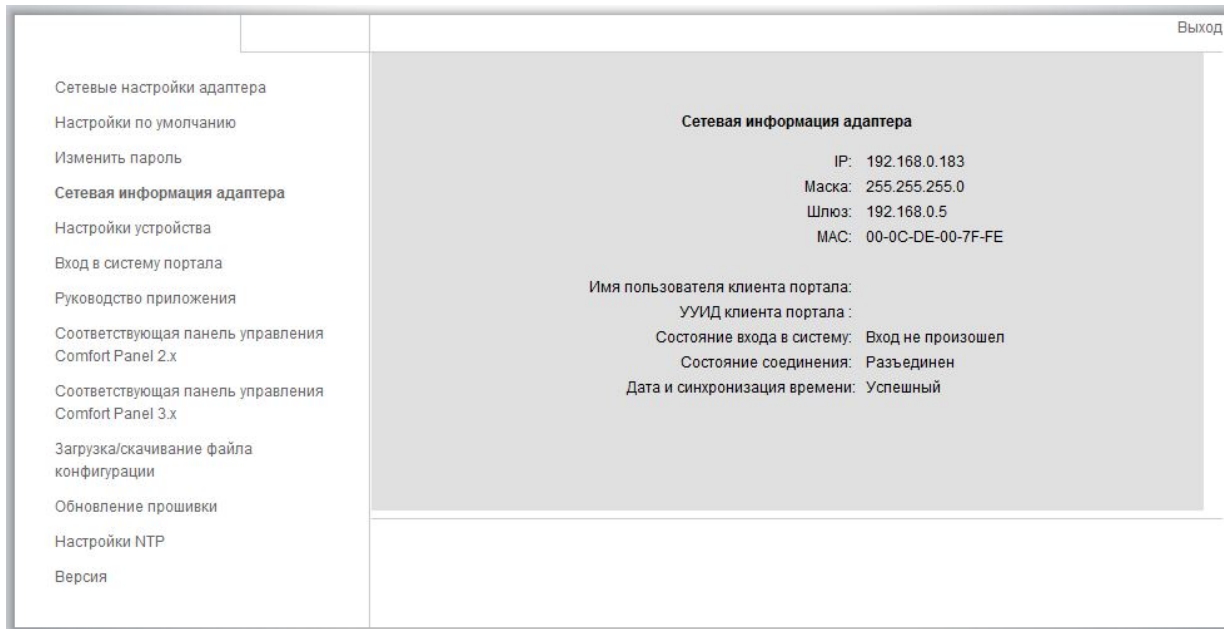 Выход
Сетевые настройки адаптера
Настройки по умолчанию
Изменить пароль
Сетевая информация адаптера
Настройки устройства
Вход в систему портала
Руководство приложения
Соответствующая панель управления
Comfort Panel 2.x
Соответствующая панель управления
Comfort Panel 3.x
Загрузка/скачивание файла
конфигурации
Обновление прошивки
Настройки NTP
Версия
Сетевая информация адаптера
IP: 192.168.0.183
Маска: 255.255.255.0
Шлюз: 192.168.0.5
MAC: 00-0C-DE-00-7F-FE
Имя пользователя клиента портала:
УУИД клиента портала :
Состояние входа в систему: Вход не произошел
Состояние соединения: Разъединен
Дата и синхронизация времени: Успешный